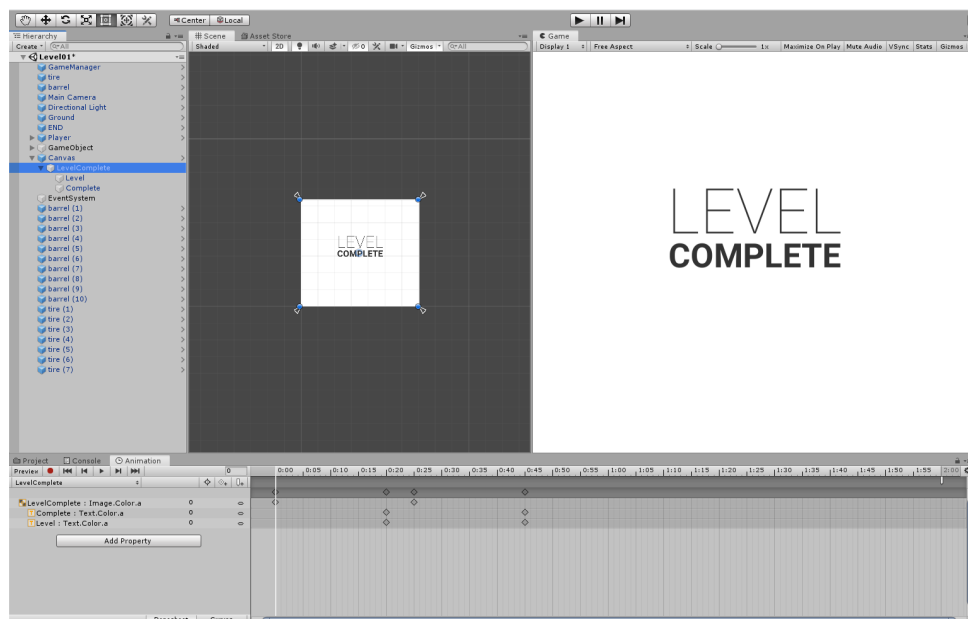 Center Local
Hierarchy
Create All
Level01*
GameManager
tire
barrel
Main Camera
Directional Light
Ground
END
Player
GameObject
Canvas
LevelComplete
Level
Complete
EventSystem
barrel (1)
barrel (2)
barrel (3)
barrel (4)
barrel (5)
barrel (6)
barrel (7)
barrel (8)
barrel (9)
barrel (10)
tire (1)
tire (2)
tire (3)
tire (4)
tire (5)
tire (6)
tire (7)
Scene Asset Store
Shaded 2D 0 Gizmos All
LEVEL
COMPLETE
Game
Display 1 Free Aspect Scale 1x Maximize On Play Mute Audio VSync Stats Gizmos
LEVEL
COMPLETE
Project Console Animation
Preview 0
0:00 0:05 0:10 0:15 0:20 0:25 0:30 0:35 0:40 0:45 0:50 0:55 1:00 1:05 1:10 1:15 1:20 1:25 1:30 1:35 1:40 1:45 1:50 1:55 2:00
LevelComplete
LevelComplete : Image.Color.a 0
Complete : Text.Color.a 0
Level : Text.Color.a 0
Add Property